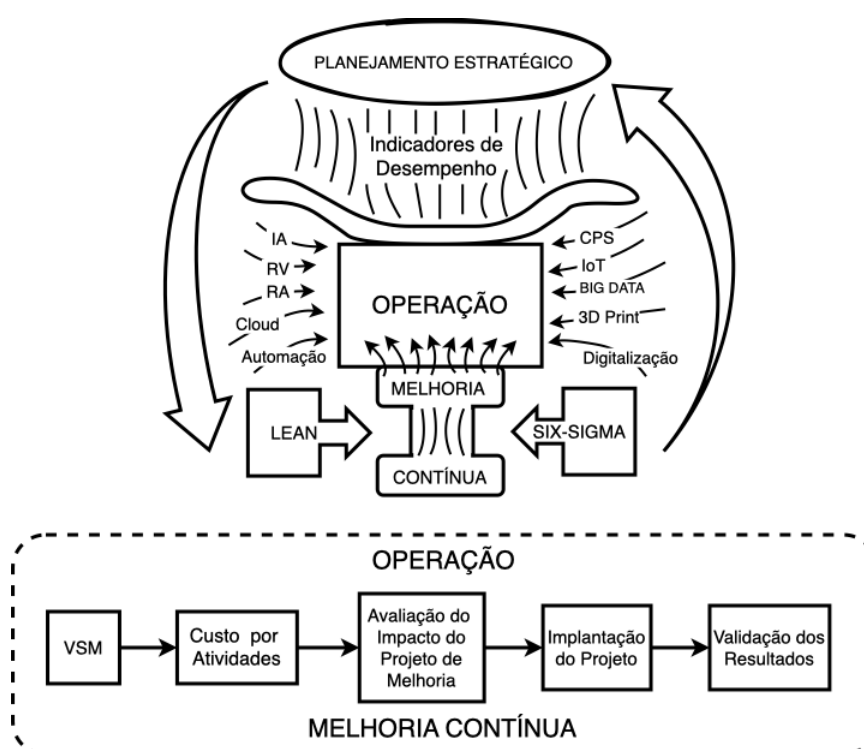 PLANEJAMENTO ESTRATÉGICO
Indicadores de
Desempenho
IA
CPS
RV
IoT
RA
BIG DATA
OPERAÇÃO
Cloud
3D Print
Automação
Digitalização
MELHORIA
LEAN
SIX-SIGMA
CONTÍNUA
OPERAÇÃO
VSM
Custo por
Atividades
Avaliação do
Impacto do
Projeto de
Melhoria
Implantação
do Projeto
Validação dos
Resultados
MELHORIA CONTÍNUA